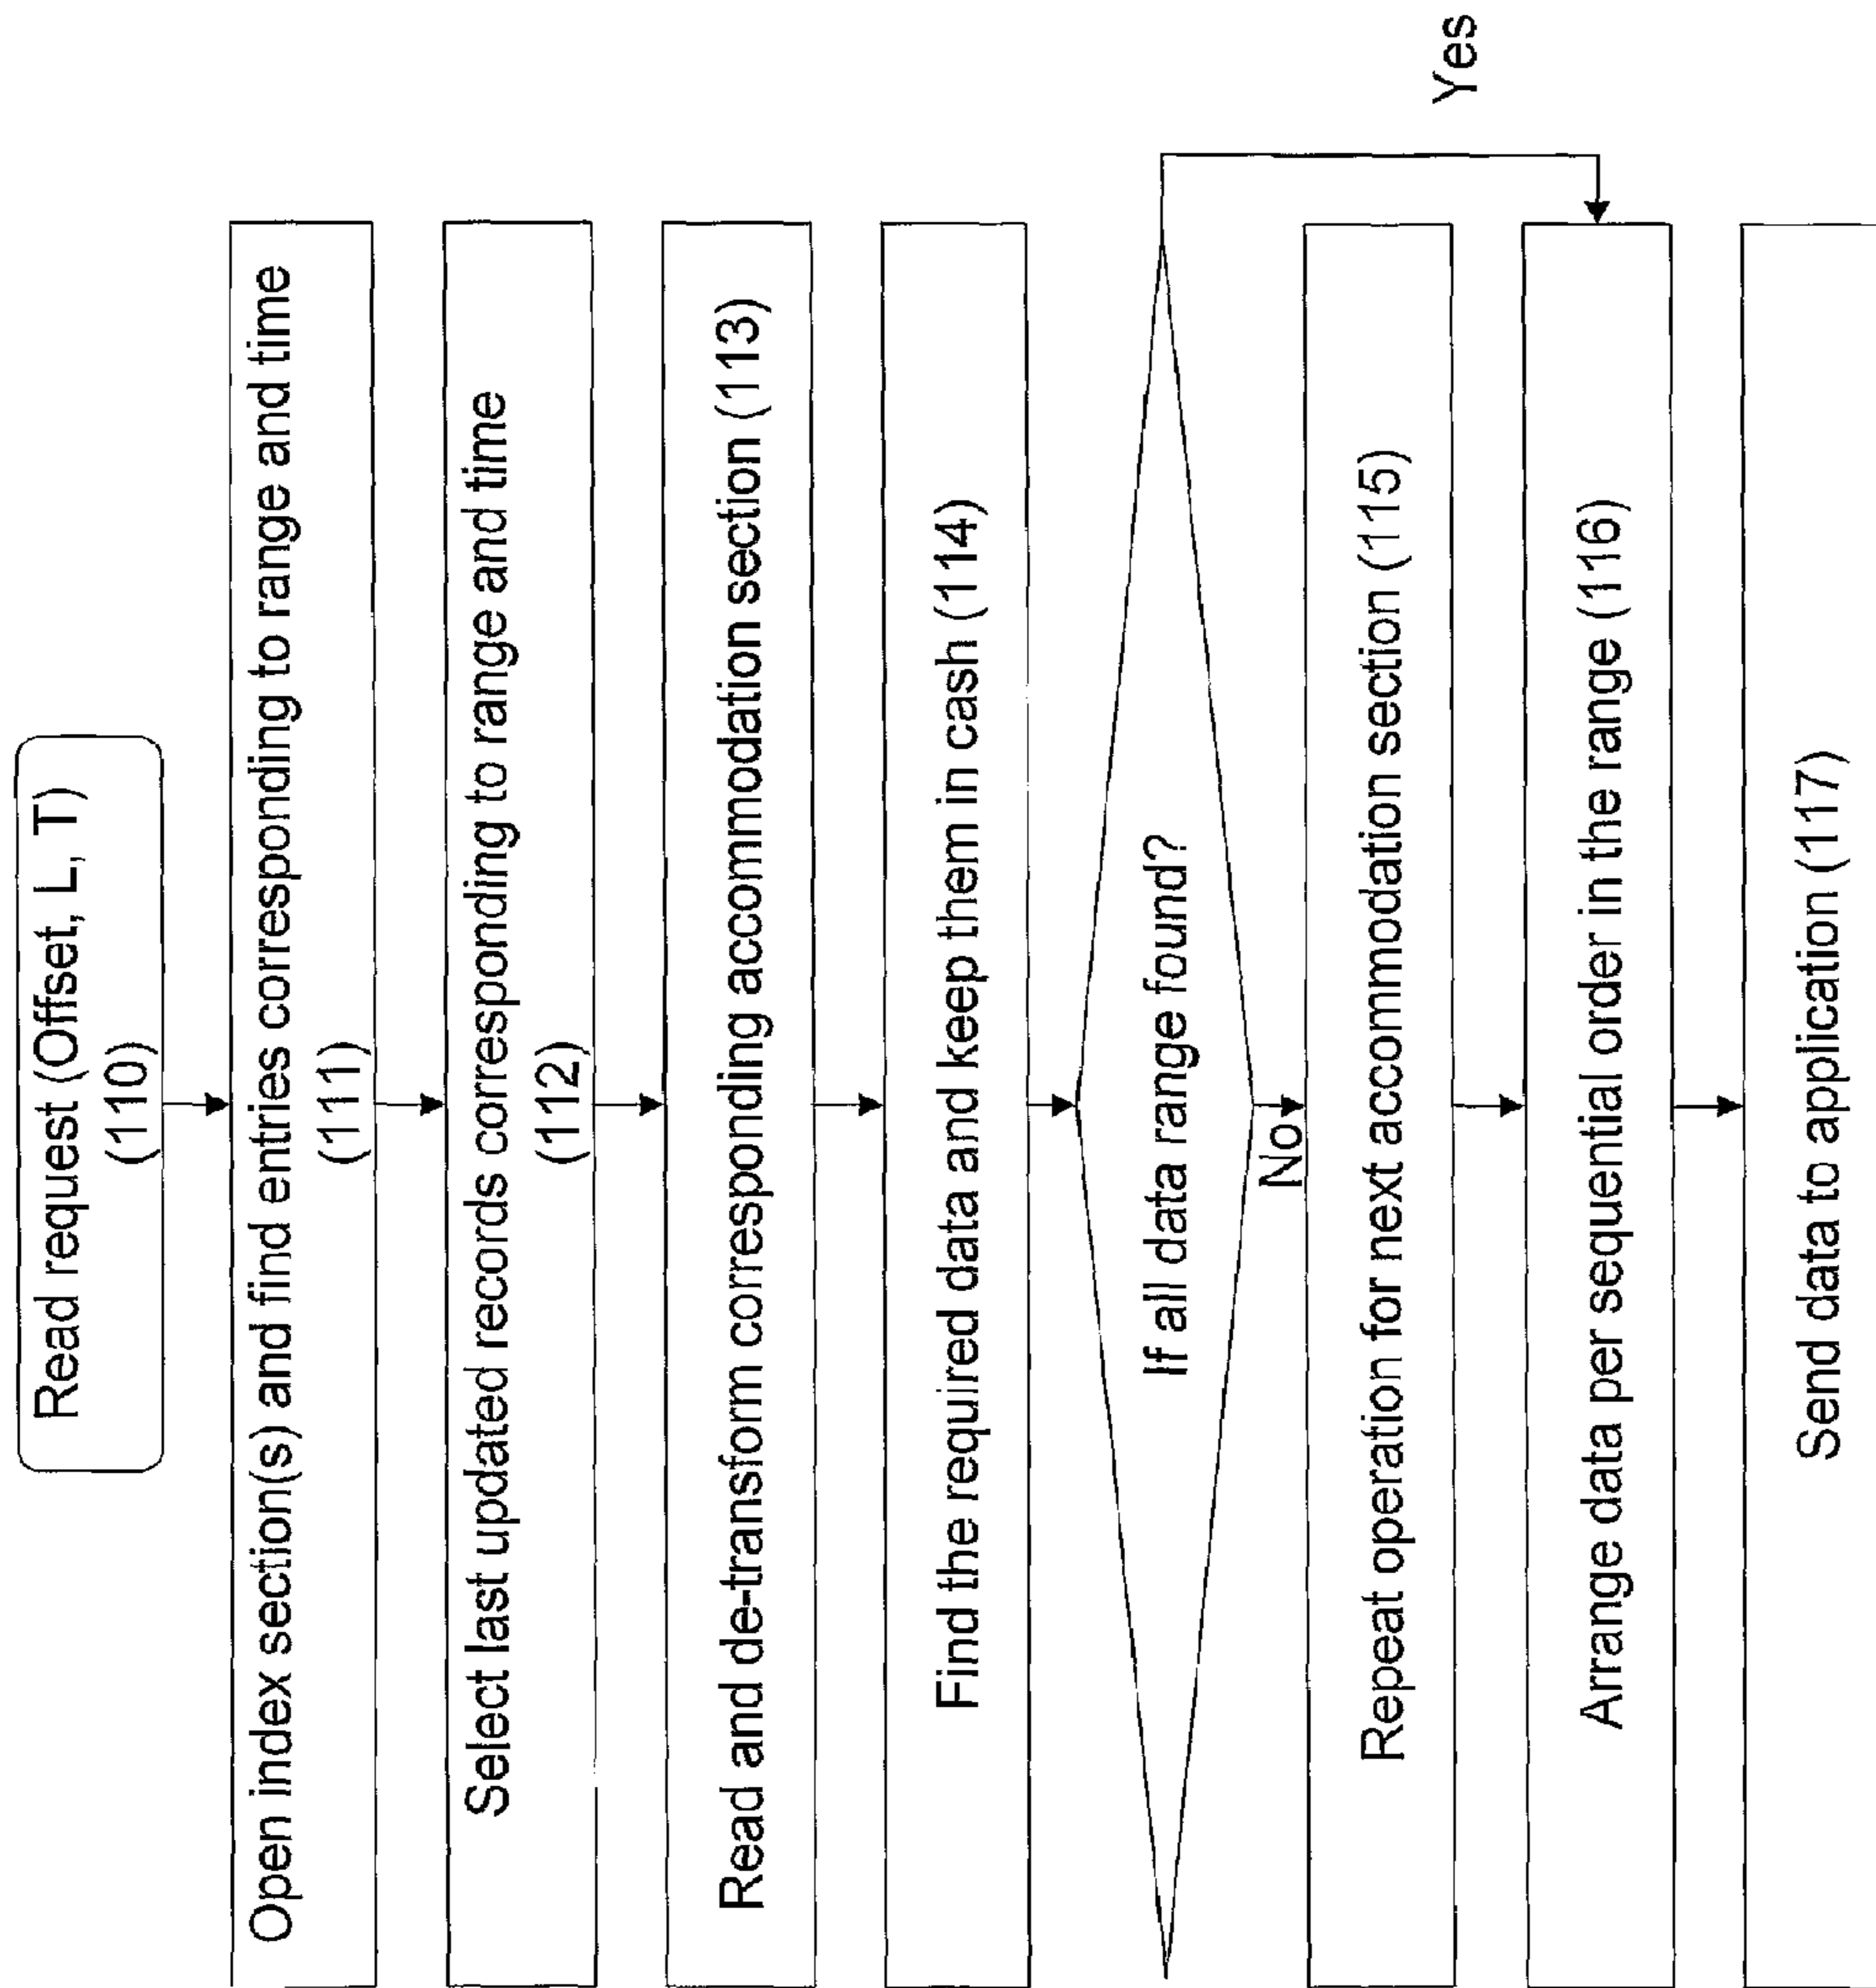 Read request (Offset, L, T)
(110)
Open index section(s) and find entries corresponding to range and time
(111)
Select last updated records corresponding to range and time
(112)
Read and de-transform corresponding accommodation section (113)
Find the required data and keep them in cash (114)
If all data range found?
Yes
No
Repeat operation for next accommodation section (115)
Arrange data per sequential order in the range (116)
Send data to application (117)